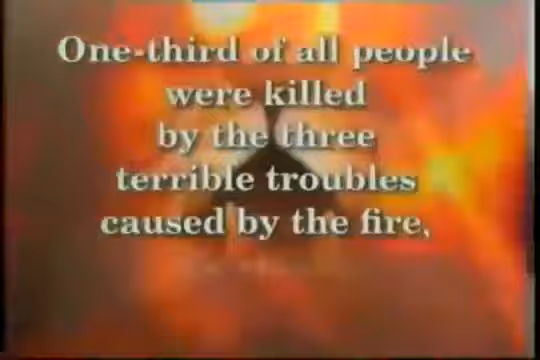 One-third of all people
were killed
by the three
terrible troubles
caused by the fire,